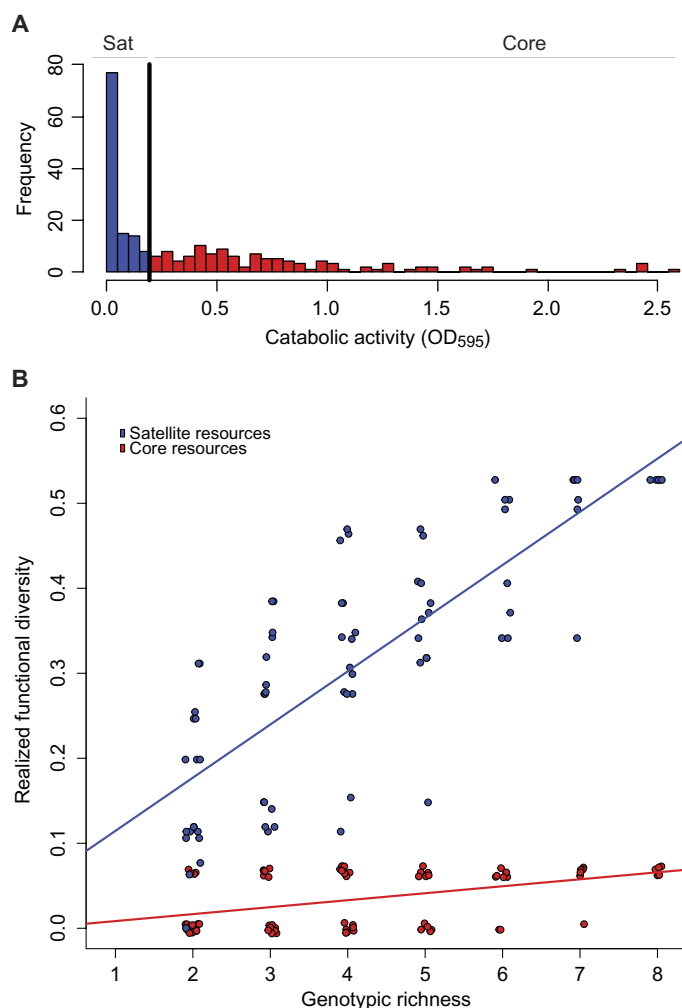 A
Sat Core
80
60
40
20
0
Frequency
0.0 0.5 1.0 1.5 2.0 2.5
Catabolic activity (OD595)
B
0.6
0.5
0.4
0.3
0.2
0.1
0.0
Realized functional diversity
Satellite resources
Core resources
1 2 3 4 5 6 7 8
Genotypic richness